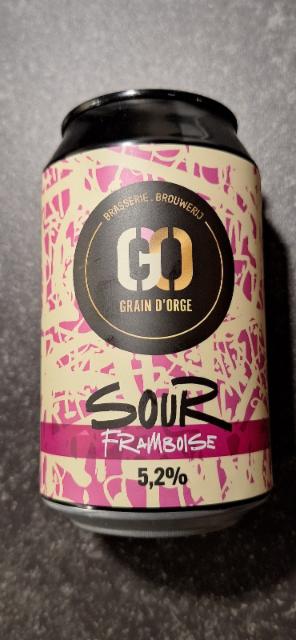 BRASSERIE . BROUWERIJ
GO
GRAIN D'ORGE
SOUR
FRAMBOISE
5,2%